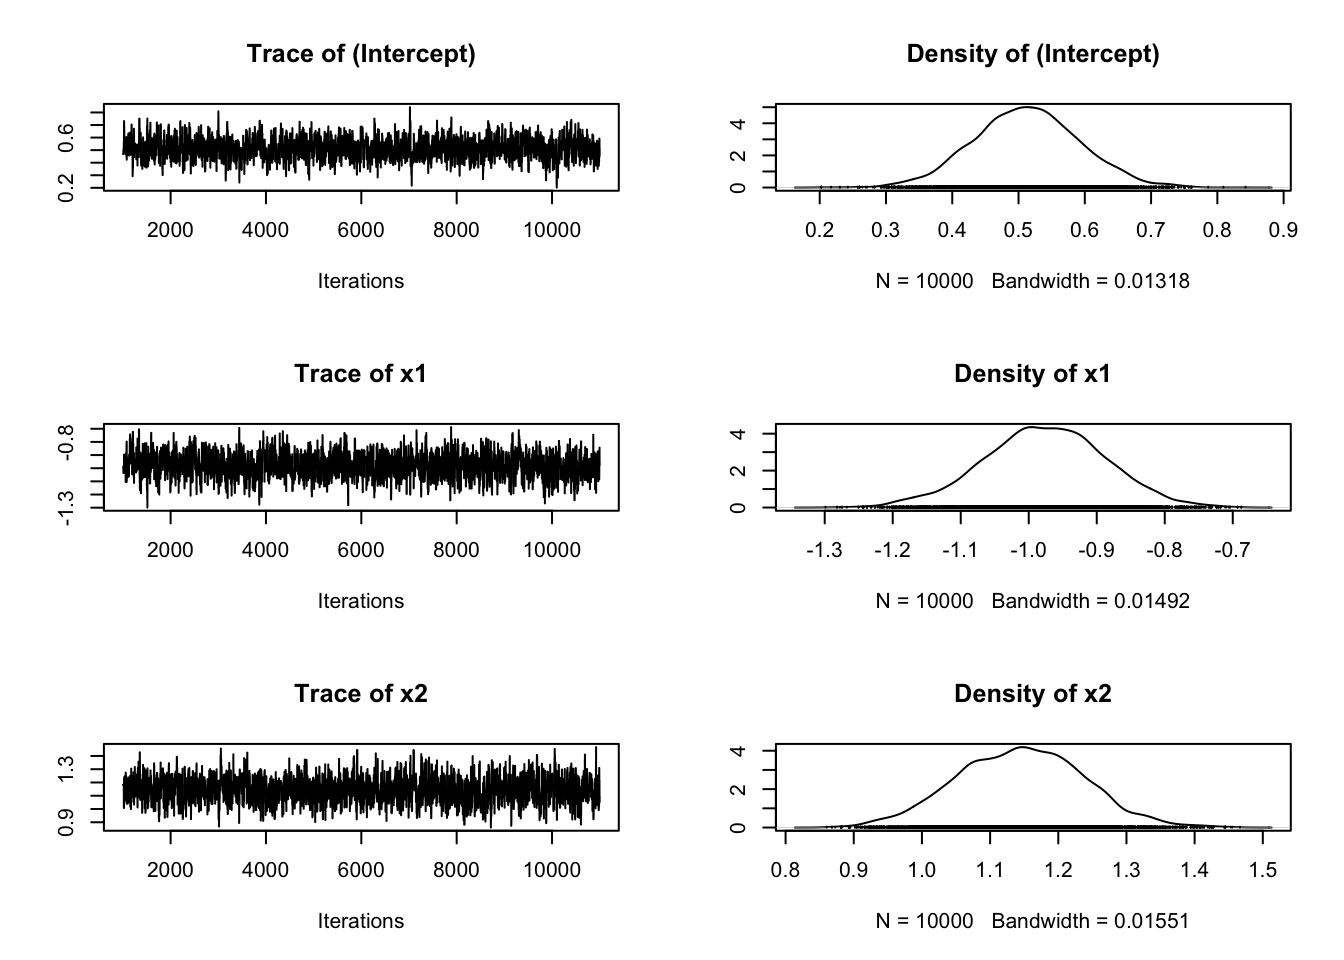 Trace of (Intercept)
0.2 0.6
2000 4000 6000 8000 10000
Iterations
Density of (Intercept)
0 2 4
0.2 0.3 0.4 0.5 0.6 0.7 0.8 0.9
N = 10000 Bandwidth = 0.01318
Trace of x1
-1.3 -0.8
2000 4000 6000 8000 10000
Iterations
Density of x1
0 2 4
-1.3 -1.2 -1.1 -1.0 -0.9 -0.8 -0.7
N = 10000 Bandwidth = 0.01492
Trace of x2
0.9 1.3
2000 4000 6000 8000 10000
Iterations
Density of x2
0 2 4
0.8 0.9 1.0 1.1 1.2 1.3 1.4 1.5
N = 10000 Bandwidth = 0.01551